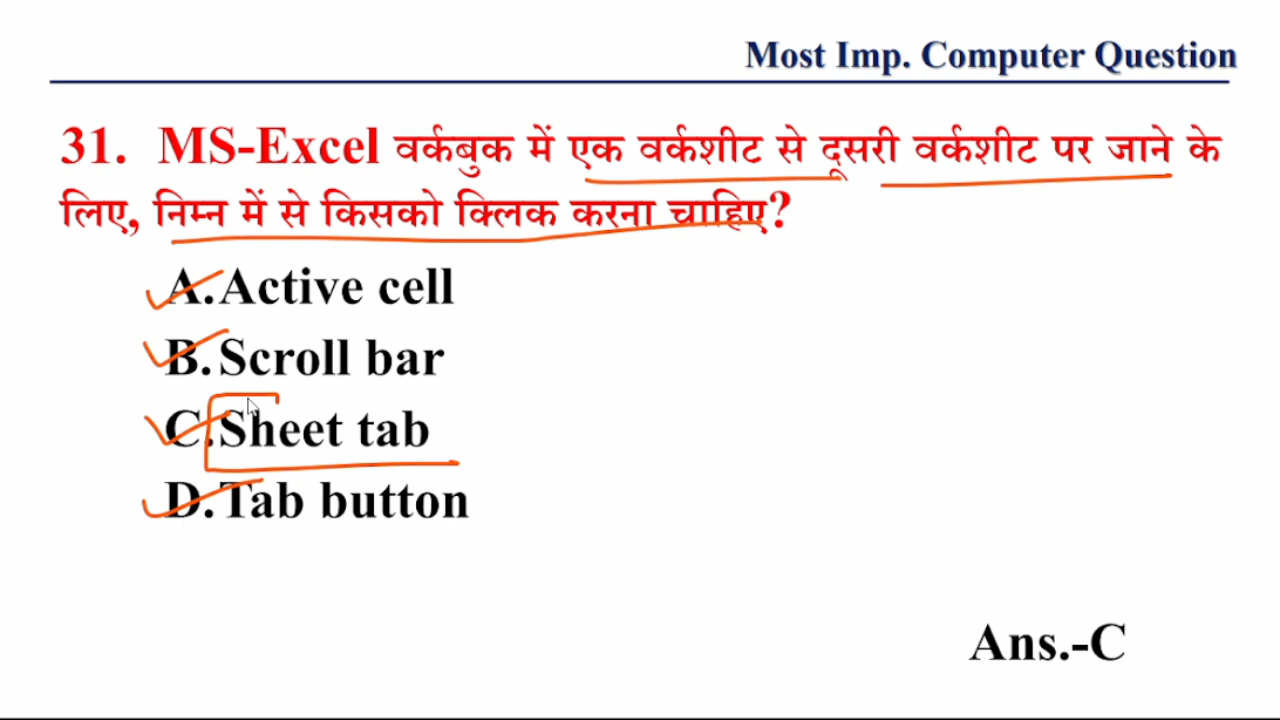 Most Imp. Computer Question
31. MS-Excel वर्कबुक में एक वर्कशीट से दूसरी वर्कशीट पर जाने के
लिए, निम्न में से किसको क्लिक करना चाहिए?
A. Active cell
B. Scroll bar
C. Sheet tab
D. Tab button
Ans.-C